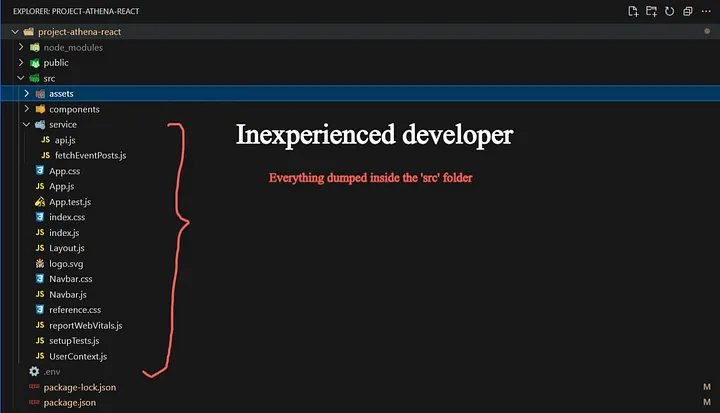 EXPLORER: PROJECT-ATHENA-REACT
project-athena-react
node_modules
public
src
assets
components
service
JS api.js
JS fetchEventPosts.js
App.css
JS App.js
App.test.js
index.css
JS index.js
JS Layout.js
logo.svg
Navbar.css
JS Navbar.js
reference.css
JS reportWebVitals.js
JS setupTests.js
JS UserContext.js
.env
package-lock.json M
package.json M
Inexperienced developer
Everything dumped inside the 'src' folder